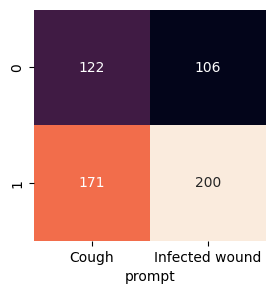 0 122 106
1 171 200
Cough Infected wound
prompt